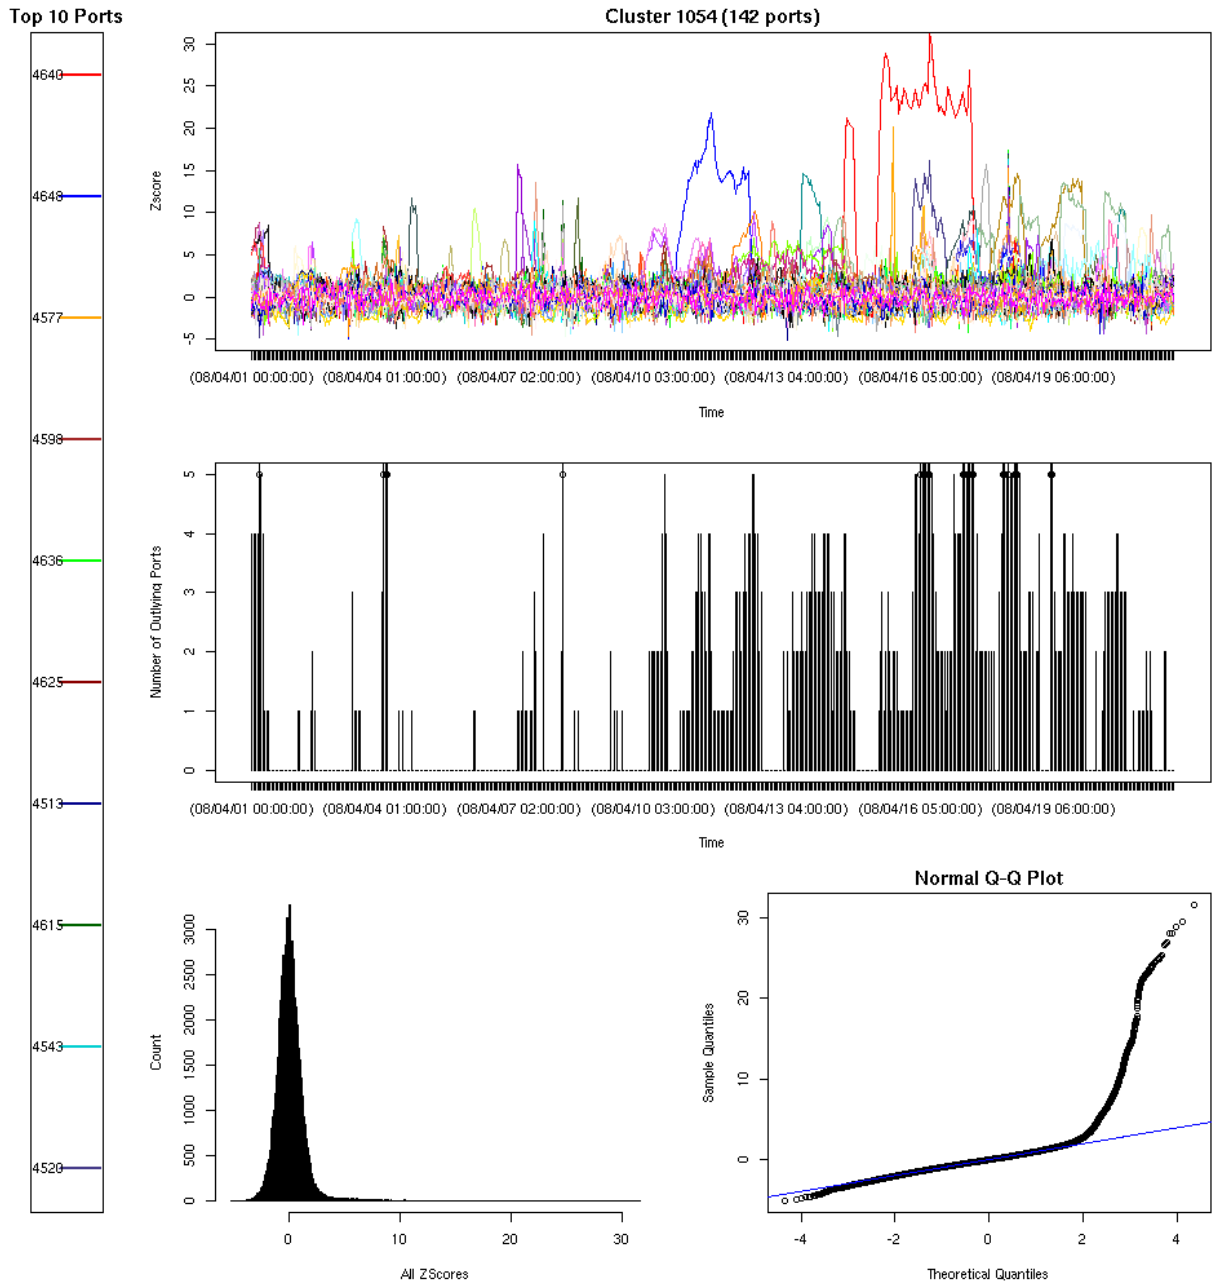 Top 10 Ports
4640
4648
4577
4598
4636
4625
4513
4615
4543
4520
Cluster 1054 (142 ports)
Zscore
30
25
20
15
10
5
0
-5
(08/04/01 00:00:00) (08/04/04 01:00:00) (08/04/07 02:00:00) (08/04/10 03:00:00) (08/04/13 04:00:00) (08/04/16 05:00:00) (08/04/19 06:00:00)
Time
Number of Outlying Ports
5
4
3
2
1
0
(08/04/01 00:00:00) (08/04/04 01:00:00) (08/04/07 02:00:00) (08/04/10 03:00:00) (08/04/13 04:00:00) (08/04/16 05:00:00) (08/04/19 06:00:00)
Time
Count
3000
2500
2000
1500
1000
500
0
0 10 20 30
All ZScores
Normal Q-Q Plot
Sample Quantiles
30
20
10
0
-4 -2 0 2 4
Theoretical Quantiles